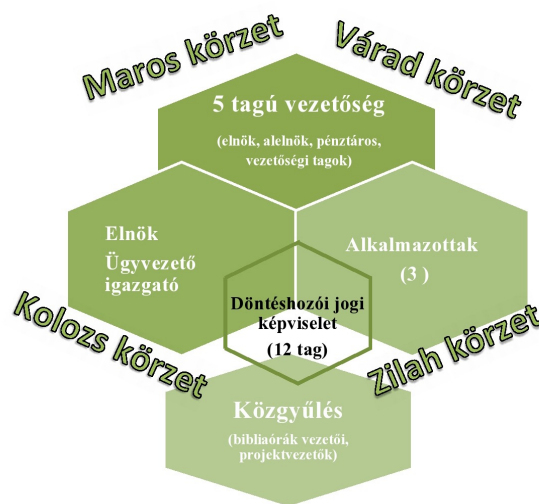 Maros körzet
Várad körzet
5 tagú vezetőség
(elnök, alelnök, pénztáros,
vezetőségi tagok)
Elnök
Ügyvezető
igazgató
Alkalmazottak
(3 )
Döntéshozói jogi
képviselet
(12 tag)
Kolozs körzet
Zilah körzet
Közgyűlés
(bibliaórák vezetői,
projektvezetők)